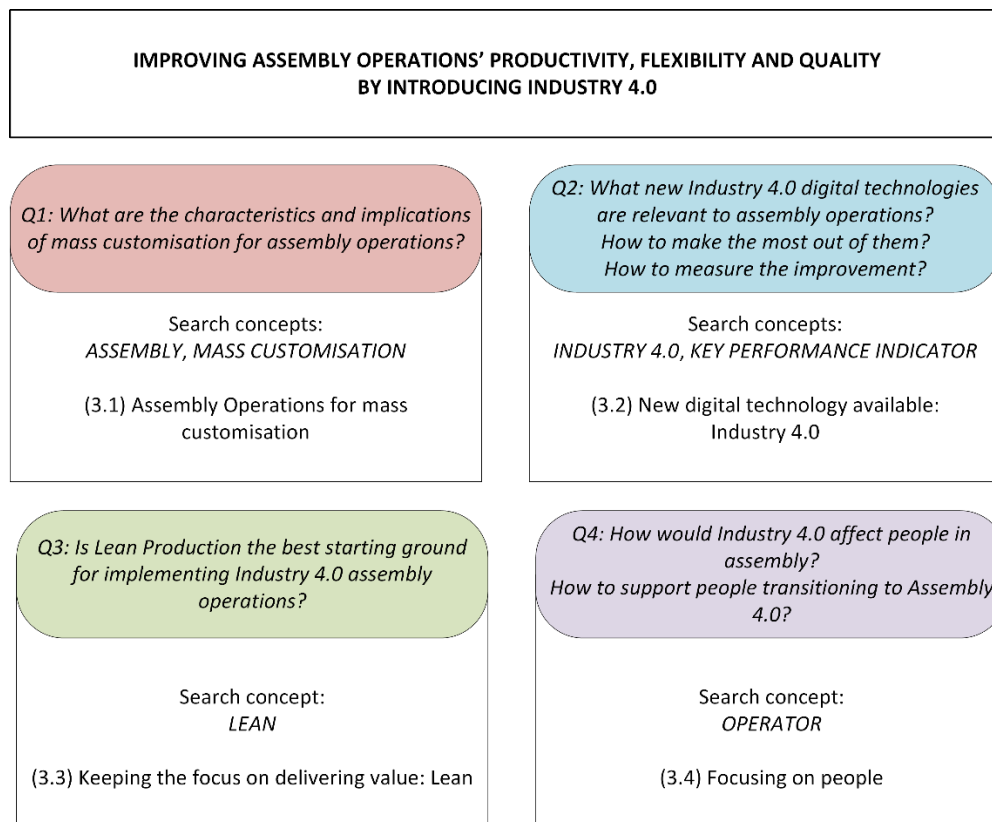 IMPROVING ASSEMBLY OPERATIONS’ PRODUCTIVITY, FLEXIBILITY AND QUALITY
BY INTRODUCING INDUSTRY 4.0
Q1: What are the characteristics and implications
of mass customisation for assembly operations?
Search concepts:
ASSEMBLY, MASS CUSTOMISATION
(3.1) Assembly Operations for mass
customisation
Q2: What new Industry 4.0 digital technologies
are relevant to assembly operations?
How to make the most out of them?
How to measure the improvement?
Search concepts:
INDUSTRY 4.0, KEY PERFORMANCE INDICATOR
(3.2) New digital technology available:
Industry 4.0
Q3: Is Lean Production the best starting ground
for implementing Industry 4.0 assembly
operations?
Search concept:
LEAN
(3.3) Keeping the focus on delivering value: Lean
Q4: How would Industry 4.0 affect people in
assembly?
How to support people transitioning to Assembly
4.0?
Search concept:
OPERATOR
(3.4) Focusing on people